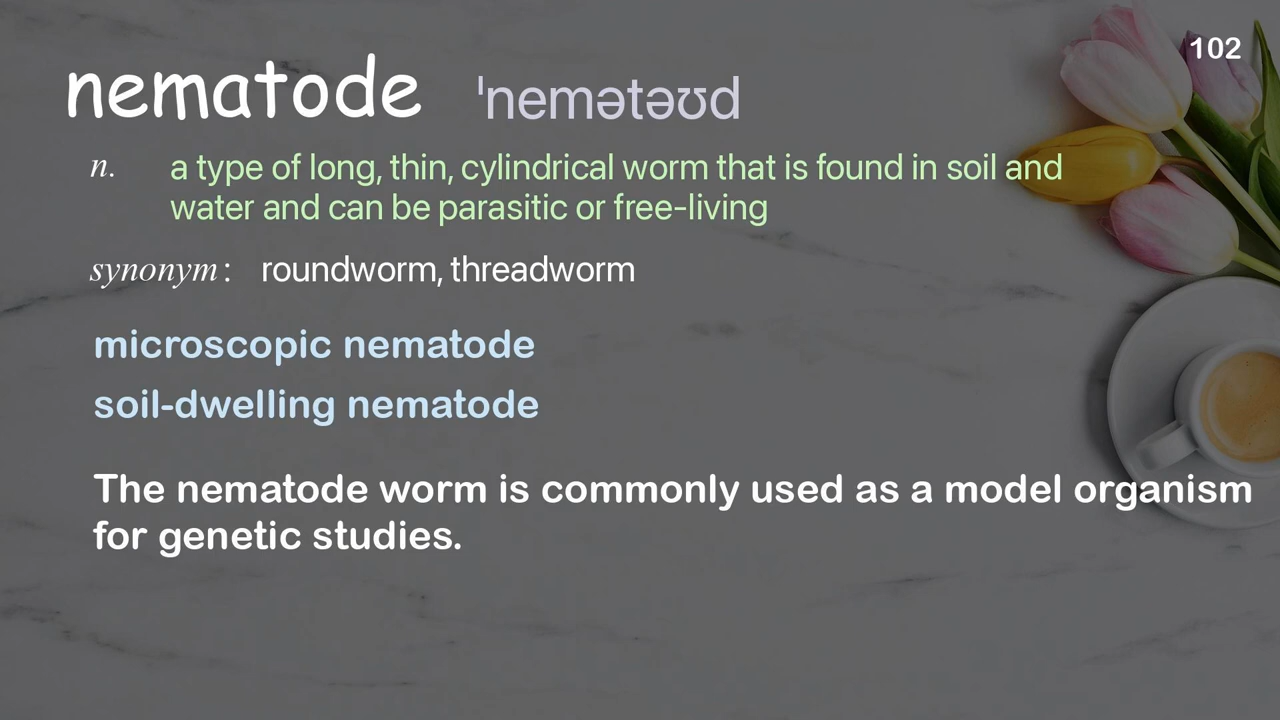 102
nematode ˈnemətəʊd
n. a type of long, thin, cylindrical worm that is found in soil and
water and can be parasitic or free-living
synonym: roundworm, threadworm
microscopic nematode
soil-dwelling nematode
The nematode worm is commonly used as a model organism
for genetic studies.